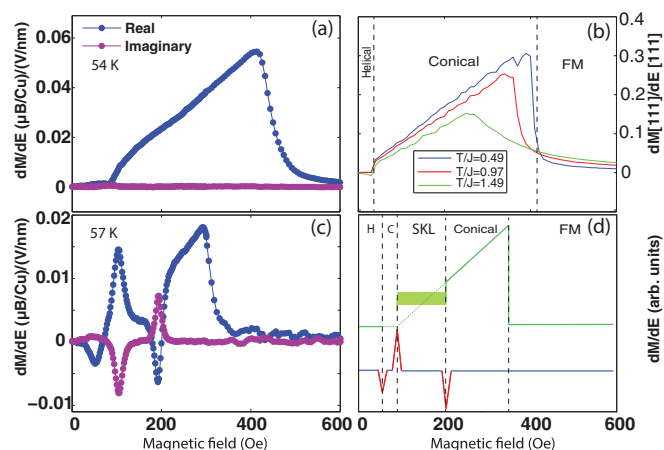 dM/dE (µB/Cu)/(V/nm)
0.06
0.04
0.02
0
Real
Imaginary
54 K
(a)
(b)
Helical
Conical
FM
T/J=0.49
T/J=0.97
T/J=1.49
0.4
0.3
0.2
0.1
0
dM[111]/dE [111]
dM/dE (µB/Cu)/(V/nm)
0.02
0.01
0
−0.01
57 K
(c)
0
200
400
600
Magnetic field (Oe)
H
C
SKL
Conical
FM
(d)
dM/dE (arb. units)
0
200
400
600
Magnetic field (Oe)